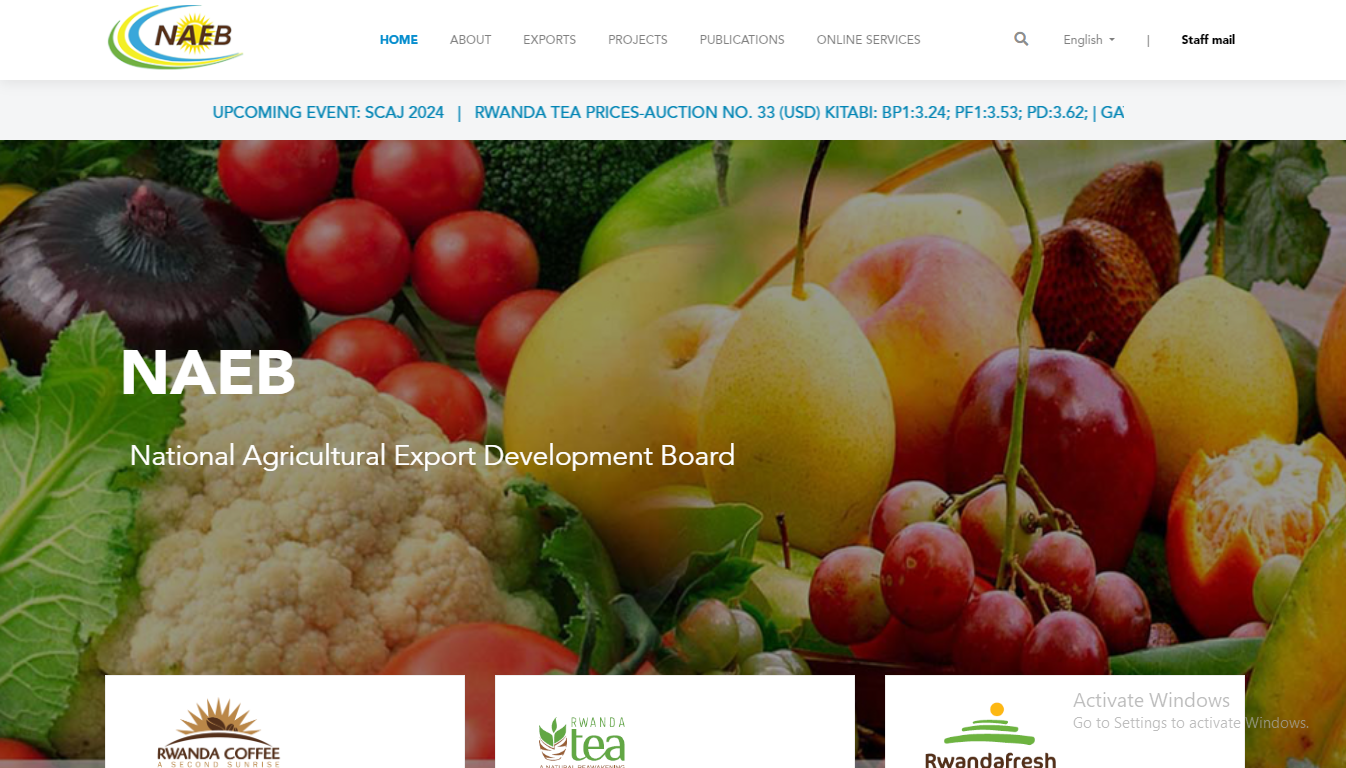 NAEB
HOME ABOUT EXPORTS PROJECTS PUBLICATIONS ONLINE SERVICES English | Staff mail
UPCOMING EVENT: SCAJ 2024 | RWANDA TEA PRICES-AUCTION NO. 33 (USD) KITABI: BP1:3.24; PF1:3.53; PD:3.62; |
NAEB
National Agricultural Export Development Board
RWANDA COFFEE
A SECOND SUNRISE
RWANDA
tea
A NATURAL REAWAKENING
Rwandafresh
Activate Windows
Go to Settings to activate Windows.